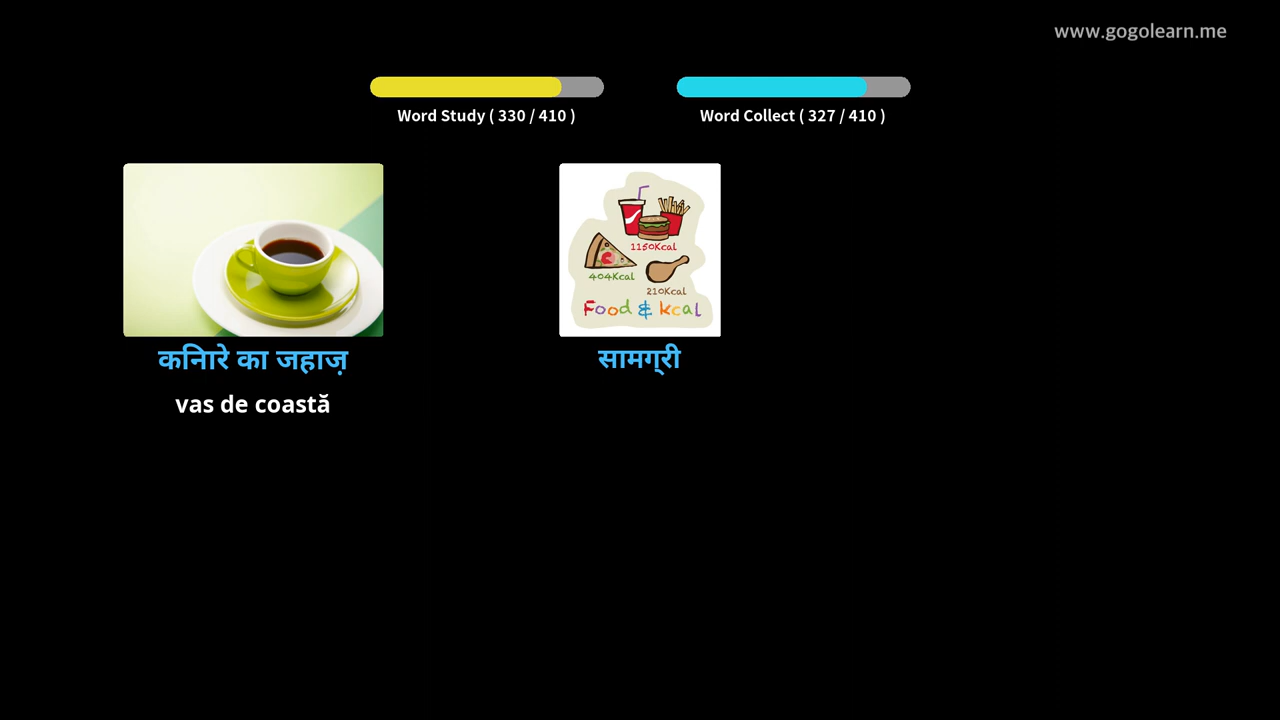 www.gogolearn.me
Word Study ( 330 / 410 )
Word Collect ( 327 / 410 )
1150Kcal
404Kcal
210Kcal
Food & kcal
किनारे का जहाज़
सामग्री
vas de coastă